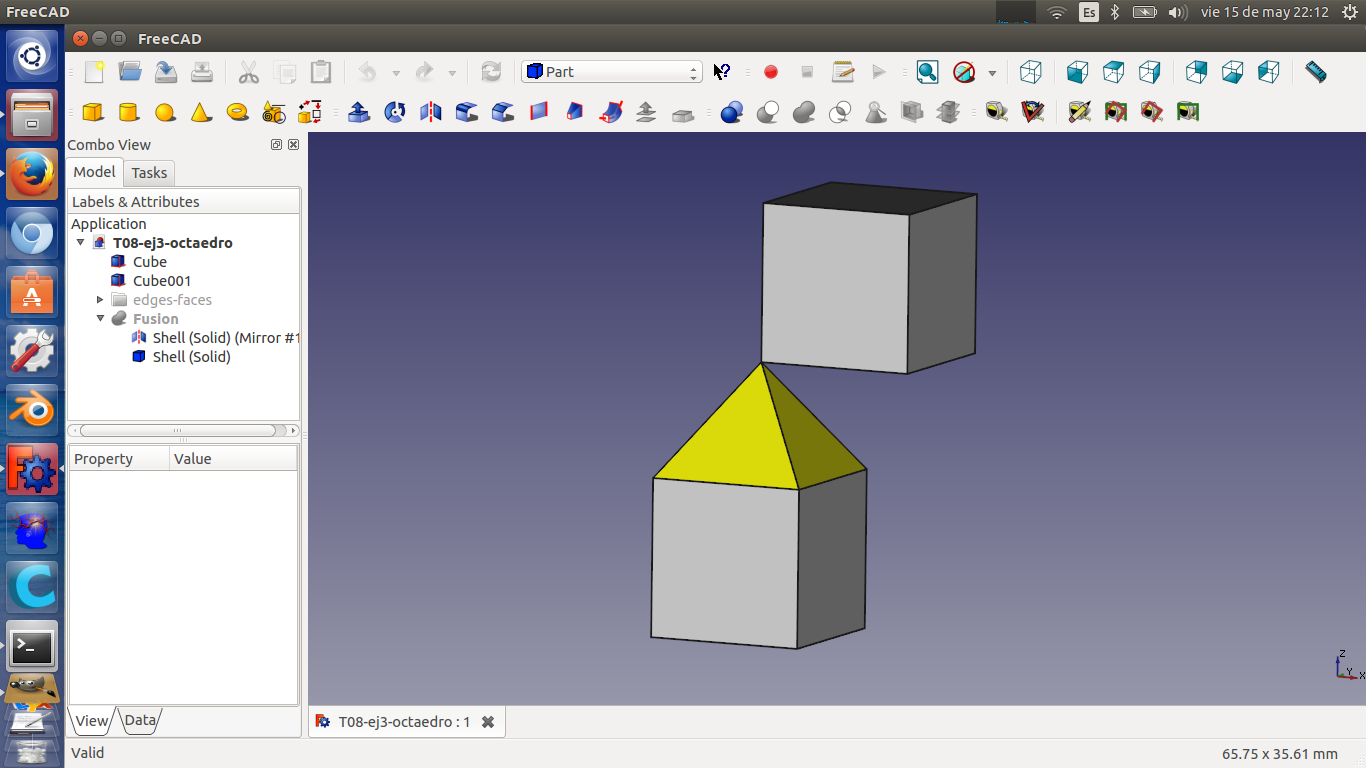 FreeCAD
Es
vie 15 de may 22:12
FreeCAD
Part
Combo View
Model
Tasks
Labels & Attributes
Application
T08-ej3-octaedro
Cube
Cube001
edges-faces
Fusion
Shell (Solid) (Mirror #1
Shell (Solid)
Property
Value
View
Data
Z
Y
X
T08-ej3-octaedro : 1
Valid
65.75 x 35.61 mm